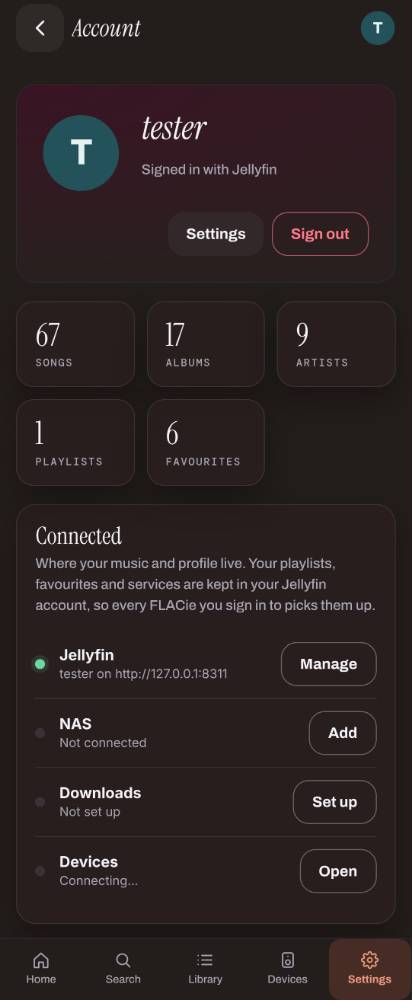 Account
T
T
tester
Signed in with Jellyfin
Settings
Sign out
67
SONGS
17
ALBUMS
9
ARTISTS
1
PLAYLISTS
6
FAVOURITES
Connected
Where your music and profile live. Your playlists,
favourites and services are kept in your Jellyfin
account, so every FLACie you sign in to picks them up.
Jellyfin
tester on http://127.0.0.1:8311
Manage
NAS
Not connected
Add
Downloads
Not set up
Set up
Devices
Connecting...
Open
Home
Search
Library
Devices
Settings